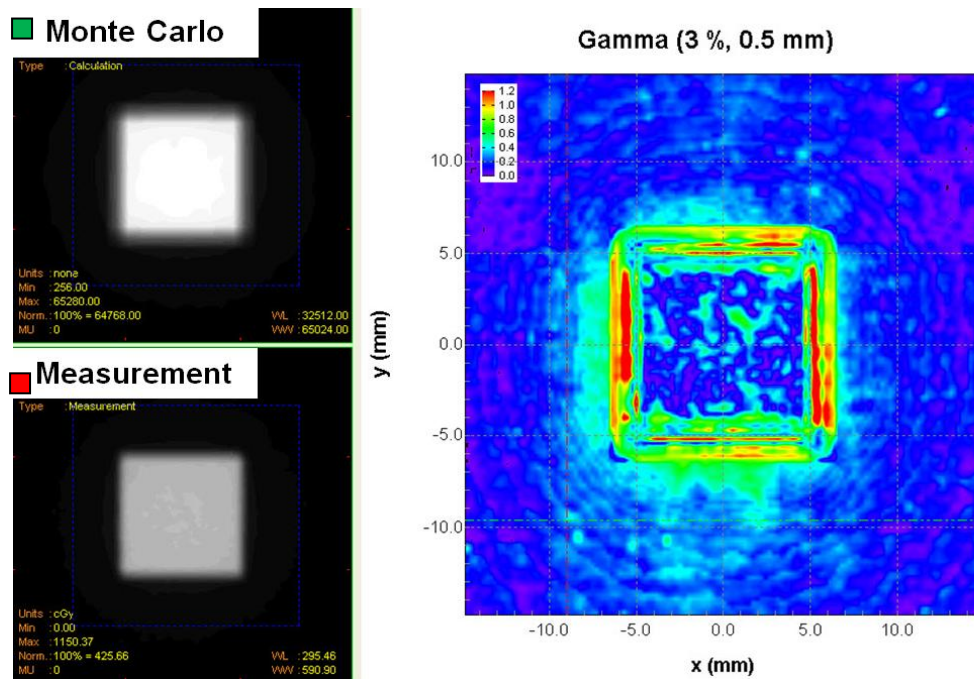 Monte Carlo
Type :Calculation
Units :none
Min :256.00
Max :65280.00
Norm. :100% = 64768.00
MU :0
WL :32512.00
WW :65024.00
Measurement
Type :Measurement
Units :cGy
Min :0.00
Max :1150.37
Norm. :100% = 425.66
MU :0
WL :295.46
WW :590.90
Gamma (3 %, 0.5 mm)
1.2
1.0
0.8
0.6
0.4
0.2
0.0
10.0
5.0
0.0
-5.0
-10.0
y (mm)
-10.0 -5.0 0.0 5.0 10.0
x (mm)